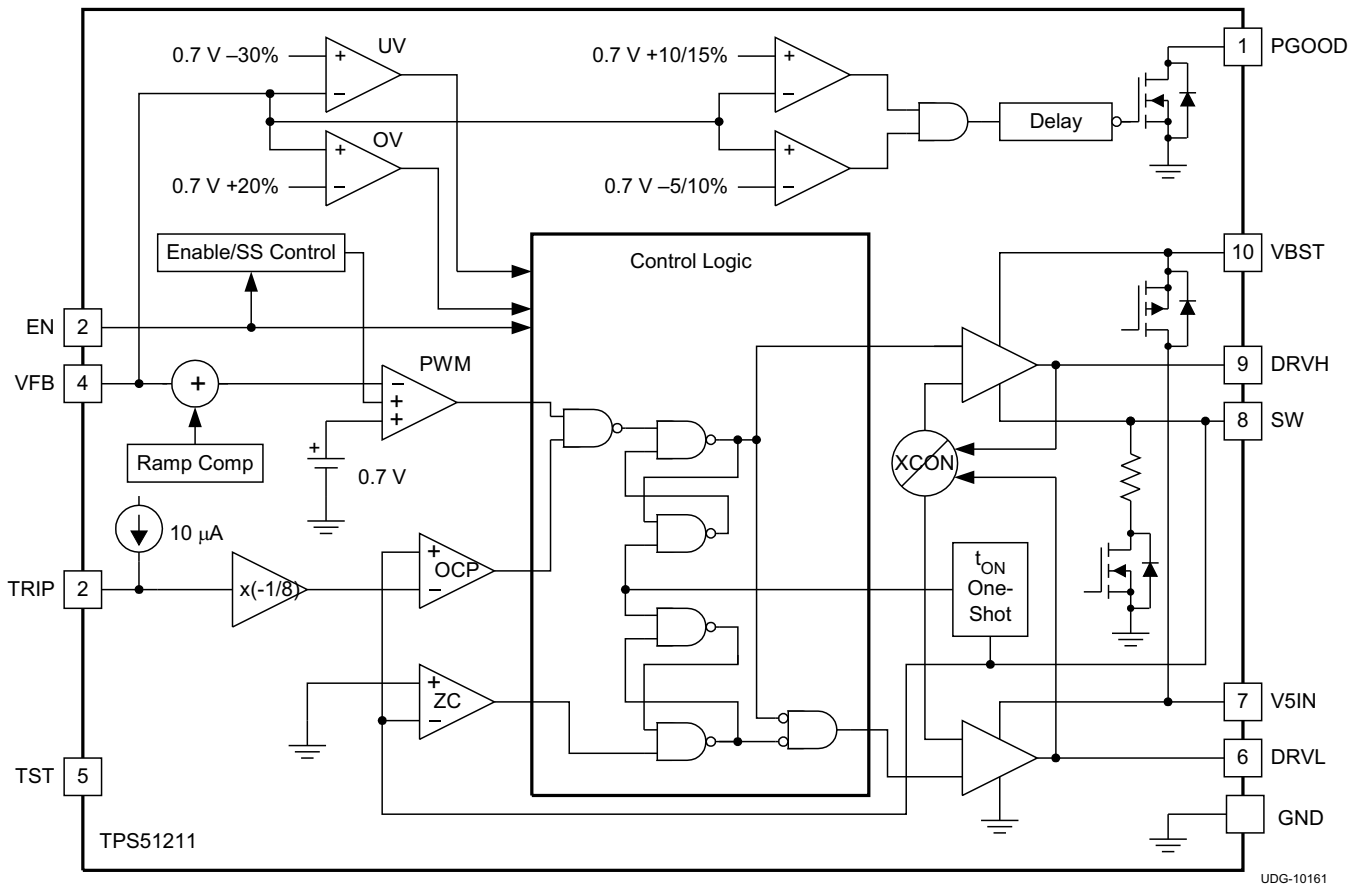 0.7 V –30%
+
–
UV
0.7 V +10/15%
+
–
1
PGOOD
Delay
OV
+
–
0.7 V +20%
+
–
0.7 V –5/10%
Enable/SS Control
Control Logic
10
VBST
EN
2
VFB
4
+
PWM
–
+
+
9
DRVH
8
SW
Ramp Comp
+
0.7 V
XCON
10 µA
TRIP
2
x(-1/8)
+
OCP
–
tON
One-
Shot
+
ZC
–
7
V5IN
TST
5
6
DRVL
GND
TPS51211
UDG-10161